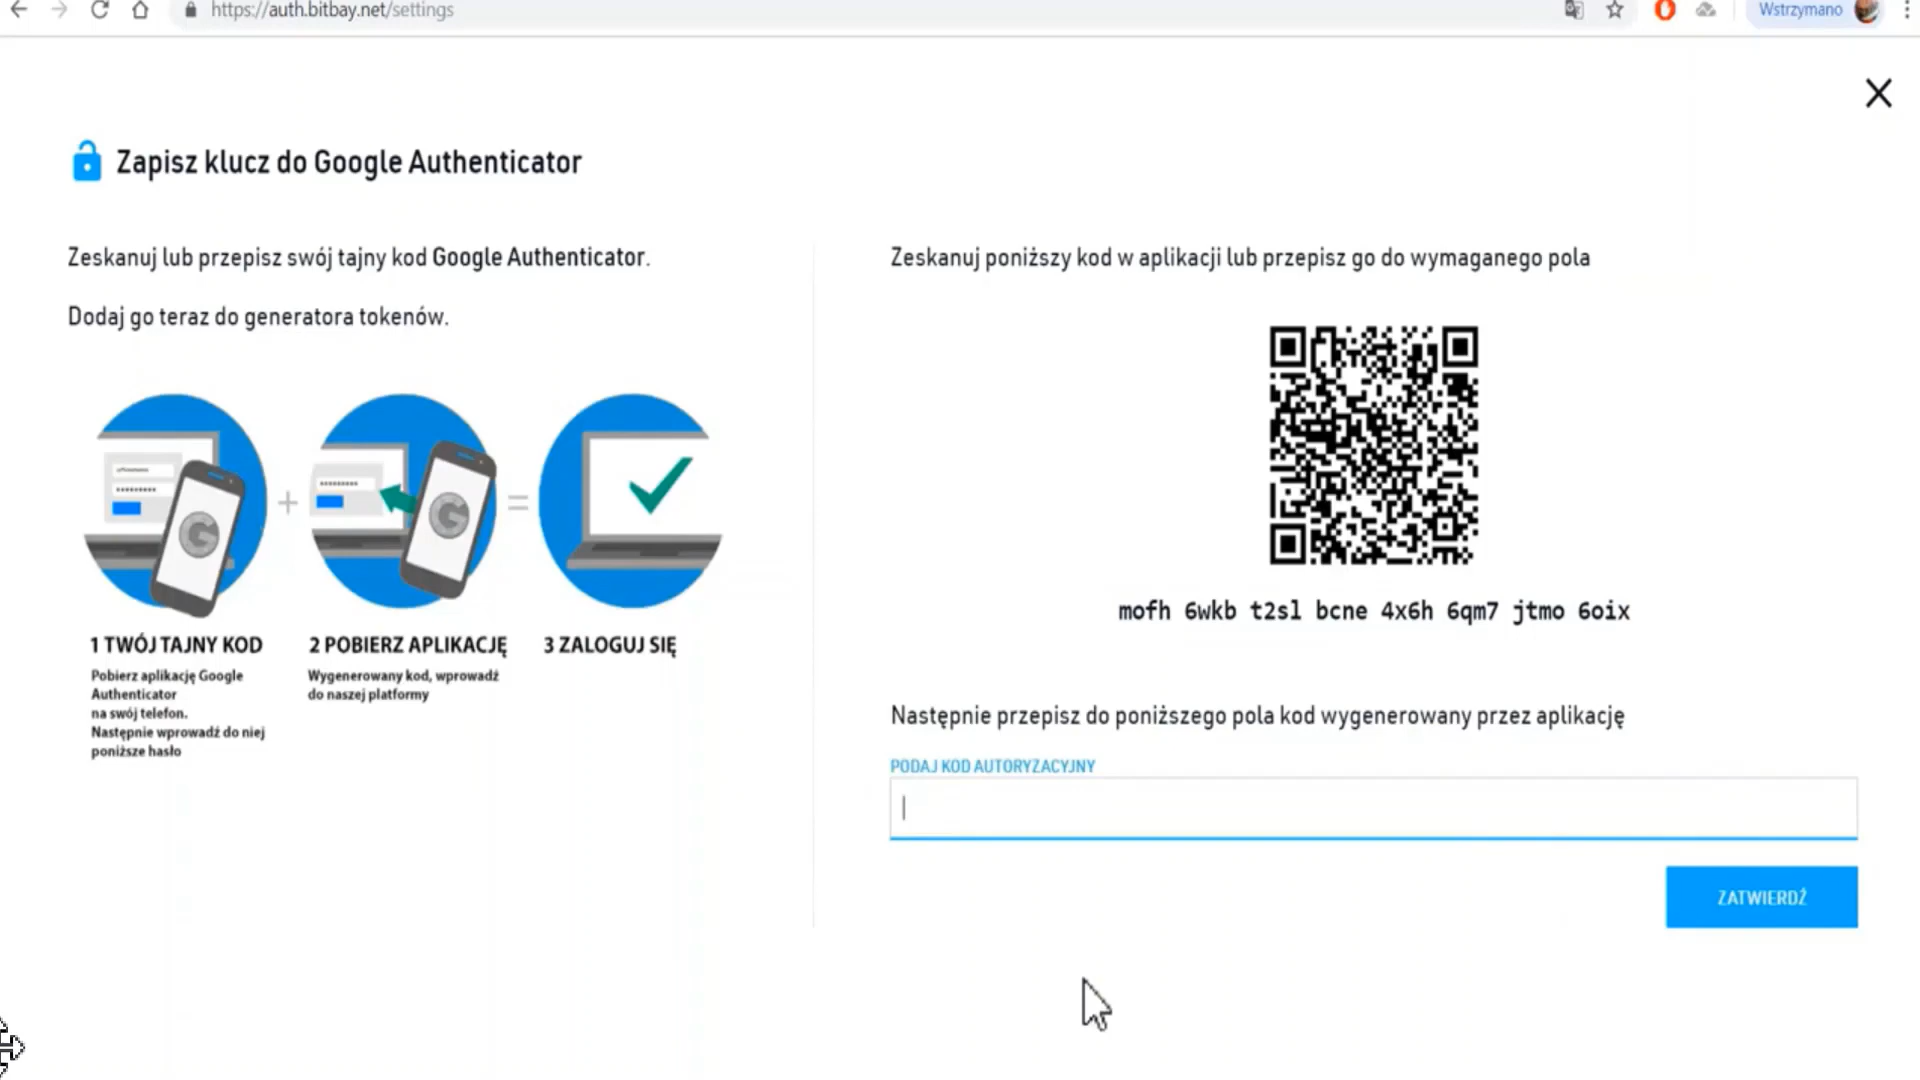 https://auth.bitbay.net/settings
Wstrzymano
Zapisz klucz do Google Authenticator
Zeskanuj lub przepisz swój tajny kod Google Authenticator.
Dodaj go teraz do generatora tokenów.
1 TWÓJ TAJNY KOD
Pobierz aplikację Google
Authenticator
na swój telefon.
Następnie wprowadź do niej
poniższe hasło
2 POBIERZ APLIKACJĘ
Wygenerowany kod, wprowadź
do naszej platformy
3 ZALOGUJ SIĘ
Zeskanuj poniższy kod w aplikacji lub przepisz go do wymaganego pola
mofh 6wkb t2sl bcne 4x6h 6qm7 jtmo 6oix
Następnie przepisz do poniższego pola kod wygenerowany przez aplikację
PODAJ KOD AUTORYZACYJNY
ZATWIERDŹ